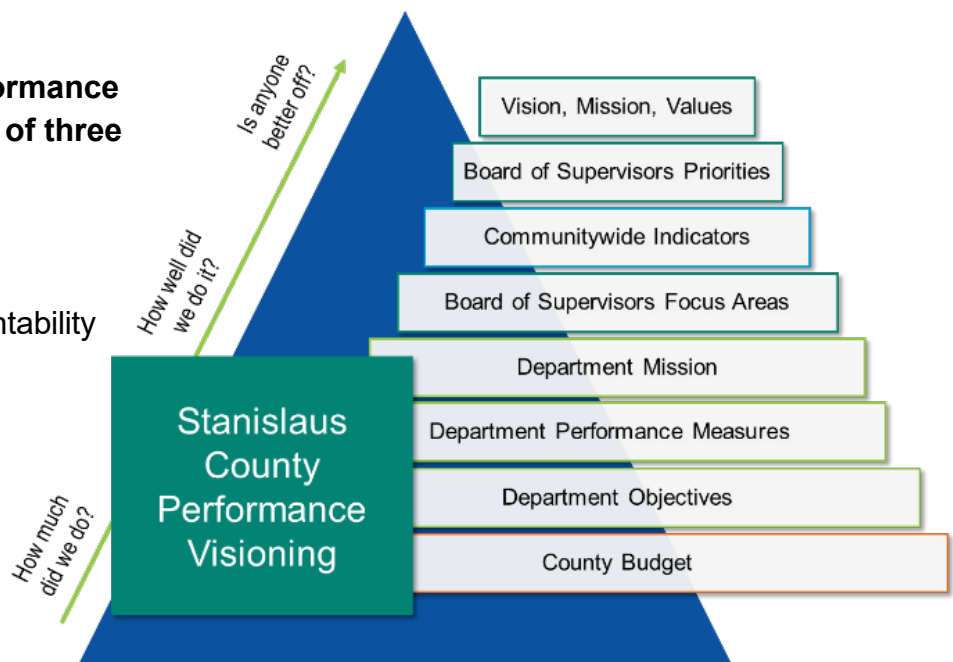 ormance
of three
ntability
Is anyone
better off?
How well did
we do it?
How much
did we do?
Stanislaus
County
Performance
Visioning
Vision, Mission, Values
Board of Supervisors Priorities
Communitywide Indicators
Board of Supervisors Focus Areas
Department Mission
Department Performance Measures
Department Objectives
County Budget